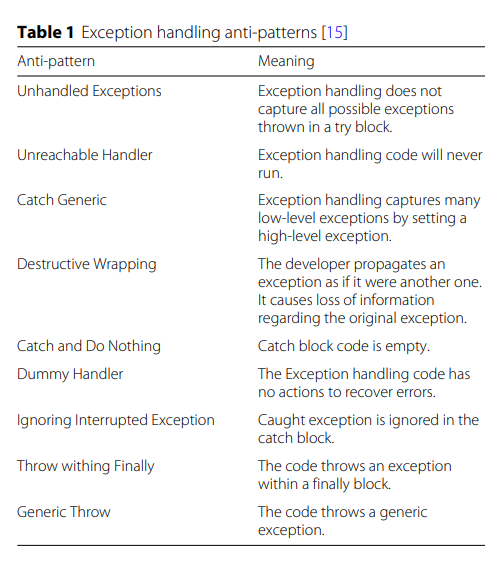 Table 1 Exception handling anti-patterns [15]
Anti-pattern Meaning
Unhandled Exceptions Exception handling does not
capture all possible exceptions
thrown in a try block.
Unreachable Handler Exception handling code will never
run.
Catch Generic Exception handling captures many
low-level exceptions by setting a
high-level exception.
Destructive Wrapping The developer propagates an
exception as if it were another one.
It causes loss of information
regarding the original exception.
Catch and Do Nothing Catch block code is empty.
Dummy Handler The Exception handling code has
no actions to recover errors.
Ignoring Interrupted Exception Caught exception is ignored in the
catch block.
Throw withing Finally The code throws an exception
within a finally block.
Generic Throw The code throws a generic
exception.